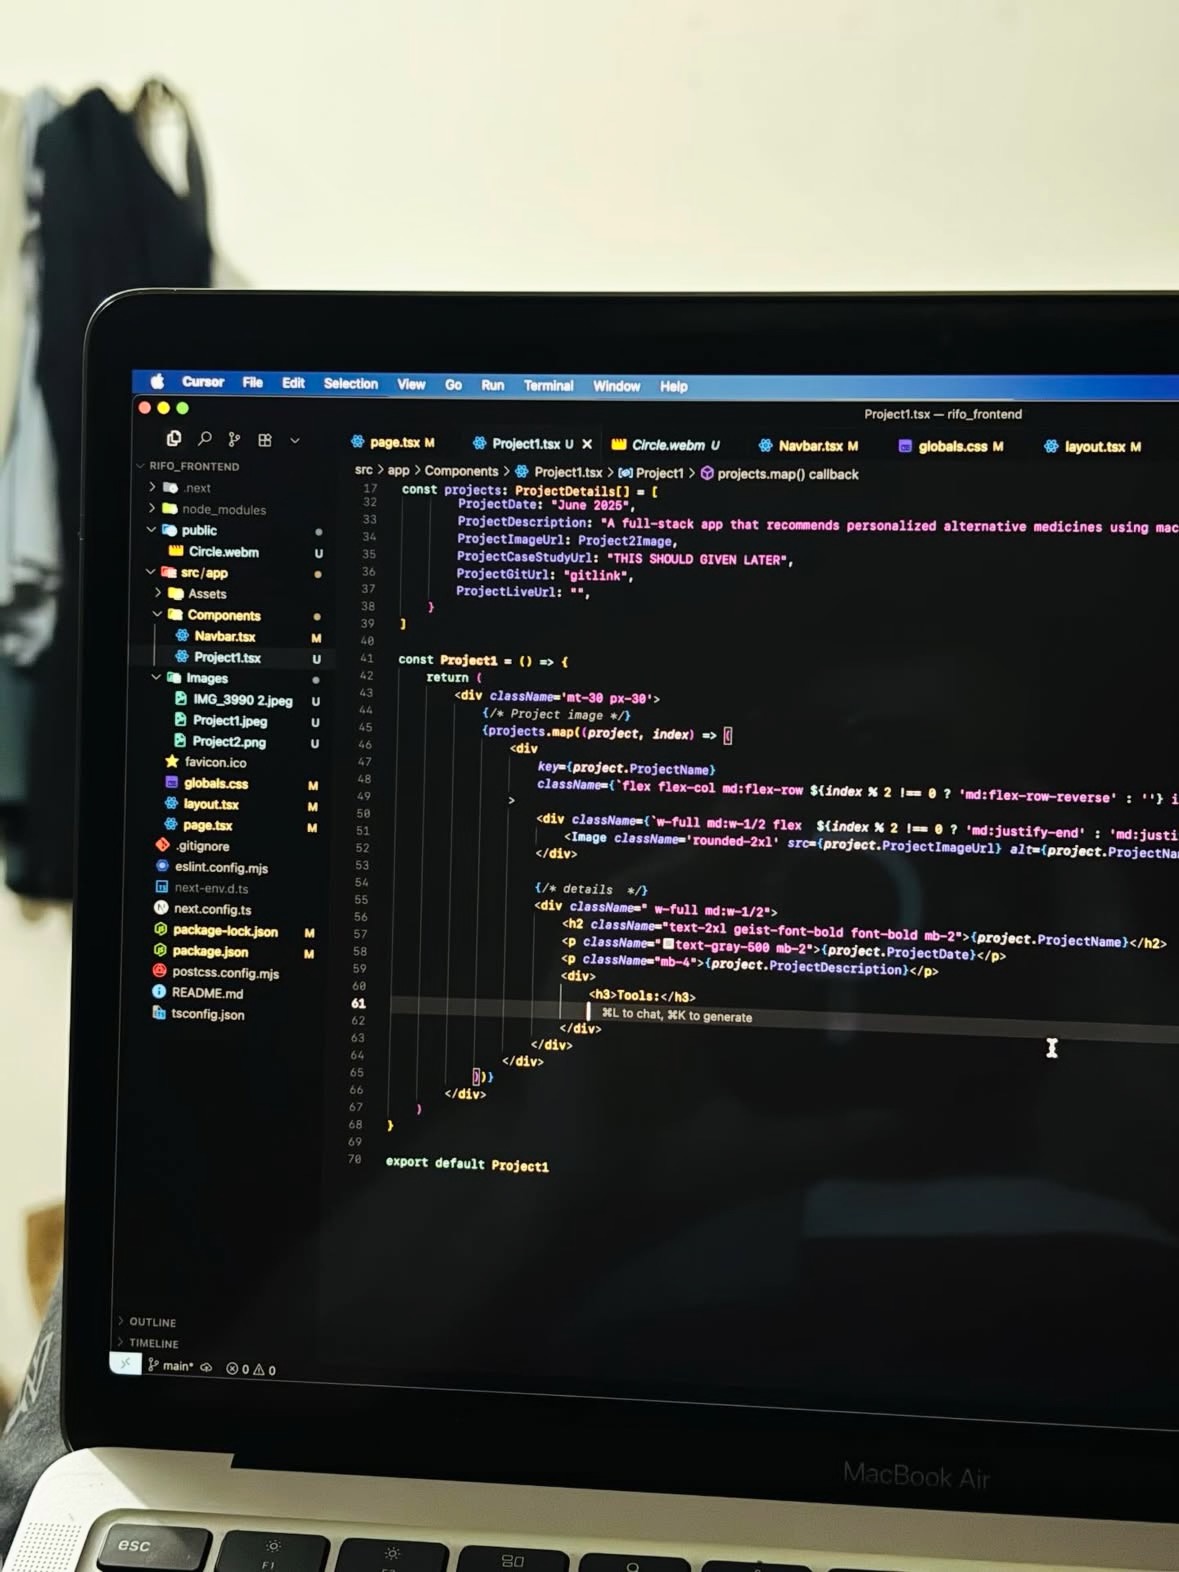 Cursor File Edit Selection View Go Run Terminal Window Help
Project1.tsx — rifo_frontend
page.tsx M Project1.tsx U Circle.webm U Navbar.tsx M globals.css M layout.tsx M
src > app > Components > Project1.tsx > Project1 > projects.map() callback
RIFO_FRONTEND
.next
node_modules
public
Circle.webm U
src/app
Assets
Components
Navbar.tsx M
Project1.tsx U
Images
IMG_3990 2.jpeg U
Project1.jpeg U
Project2.png U
favicon.ico
globals.css M
layout.tsx M
page.tsx M
.gitignore
eslint.config.mjs
next-env.d.ts
next.config.ts
package-lock.json M
package.json M
postcss.config.mjs
README.md
tsconfig.json
OUTLINE
TIMELINE
main* 0 0
17 const projects: ProjectDetails[] = [
32 ProjectDate: "June 2025",
33 ProjectDescription: "A full-stack app that recommends personalized alternative medicines using mac
34 ProjectImageUrl: Project2Image,
35 ProjectCaseStudyUrl: "THIS SHOULD GIVEN LATER",
36 ProjectGitUrl: "gitlink",
37 ProjectLiveUrl: "",
38 }
39 ]
40
41 const Project1 = () => {
42 return (
43 <div className='mt-30 px-30'>
44 {/* Project image */}
45 {projects.map((project, index) => (
46 <div
47 key={project.ProjectName}
48 className={`flex flex-col md:flex-row ${index % 2 !== 0 ? 'md:flex-row-reverse' : ''} i
49 >
50
51 <div className={`w-full md:w-1/2 flex  ${index % 2 !== 0 ? 'md:justify-end' : 'md:justi
52 <Image className='rounded-2xl' src={project.ProjectImageUrl} alt={project.ProjectNa
53 </div>
54
55 {/* details  */}
56 <div className=" w-full md:w-1/2">
57 <h2 className="text-2xl geist-font-bold font-bold mb-2">{project.ProjectName}</h2>
58 <p className="text-gray-500 mb-2">{project.ProjectDate}</p>
59 <p className="mb-4">{project.ProjectDescription}</p>
60 <div>
61 <h3>Tools:</h3>
⌘L to chat, ⌘K to generate
62 </div>
63 </div>
64 </div>
65 ))}
66 </div>
67 )
68 }
69
70 export default Project1
MacBook Air
esc
F1